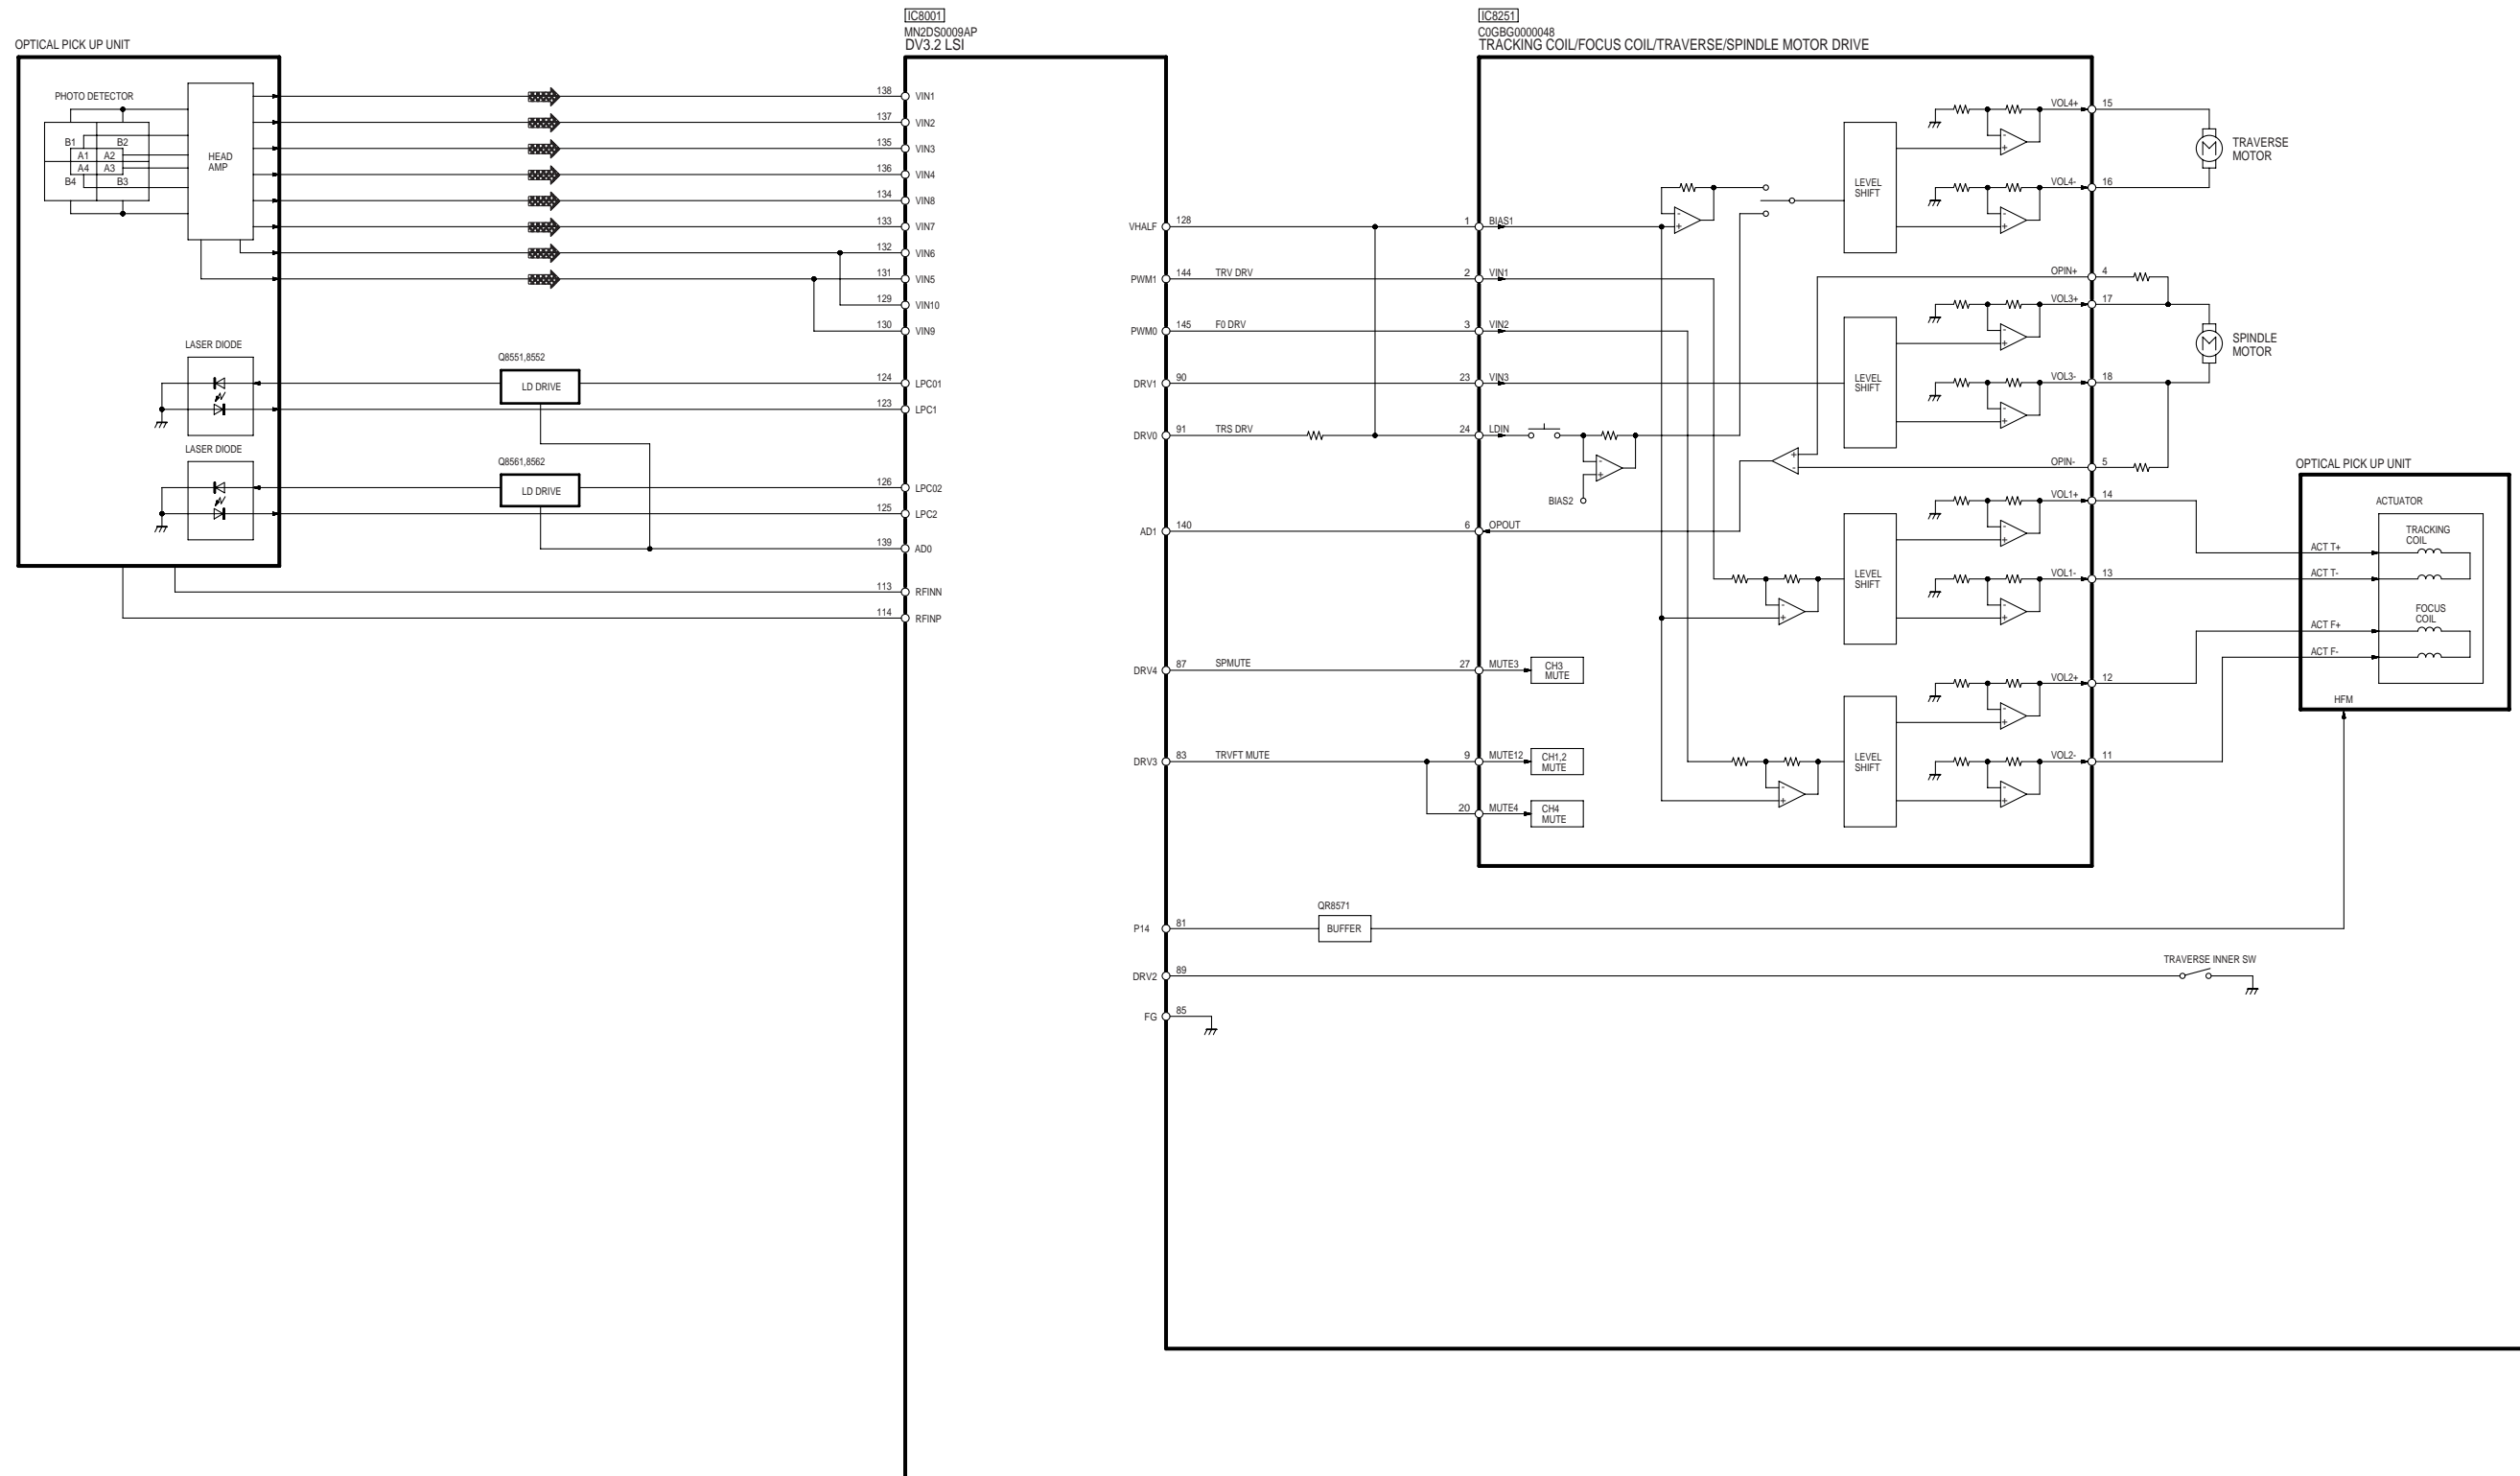 OPTICAL PICK UP UNIT
PHOTO DETECTOR
B1
B2
A1
A2
A4
A3
B4
B3
HEAD
AMP
LASER DIODE
LASER DIODE
Q8551,8552
LD DRIVE
Q8561,8562
LD DRIVE
IC8001
MN2DS0009AP
DV3.2 LSI
138 VIN1
137 VIN2
135 VIN3
136 VIN4
134 VIN8
133 VIN7
132 VIN6
131 VIN5
129 VIN10
130 VIN9
124 LPC01
123 LPC1
126 LPC02
125 LPC2
139 AD0
113 RFINN
114 RFINP
VHALF 128
PWM1 144 TRV DRV
PWM0 145 F0 DRV
DRV1 90
DRV0 91 TRS DRV
AD1 140
DRV4 87 SPMUTE
DRV3 83 TRVFT MUTE
P14 81
DRV2 89
FG 85
QR8571
BUFFER
IC8251
C0GBG0000048
TRACKING COIL/FOCUS COIL/TRAVERSE/SPINDLE MOTOR DRIVE
1 BIAS1
2 VIN1
3 VIN2
23 VIN3
24 LDIN
BIAS2
6 OPOUT
27 MUTE3
CH3
MUTE
9 MUTE12
CH1,2
MUTE
20 MUTE4
CH4
MUTE
LEVEL
SHIFT
LEVEL
SHIFT
LEVEL
SHIFT
LEVEL
SHIFT
VOL4+ 15
VOL4- 16
OPIN+ 4
VOL3+ 17
VOL3- 18
OPIN- 5
VOL1+ 14
VOL1- 13
VOL2+ 12
VOL2- 11
M
TRAVERSE
MOTOR
M
SPINDLE
MOTOR
OPTICAL PICK UP UNIT
ACTUATOR
TRACKING
COIL
ACT T+
ACT T-
FOCUS
COIL
ACT F+
ACT F-
HFM
TRAVERSE INNER SW